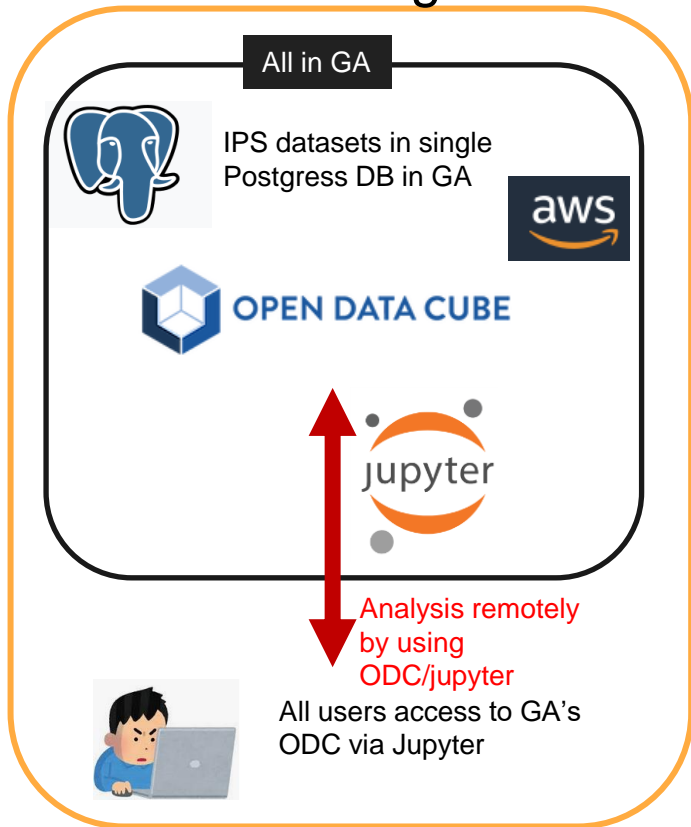 All in GA
IPS datasets in single
Postgress DB in GA
aws
OPEN DATA CUBE
jupyter
Analysis remotely
by using
ODC/jupyter
All users access to GA's
ODC via Jupyter